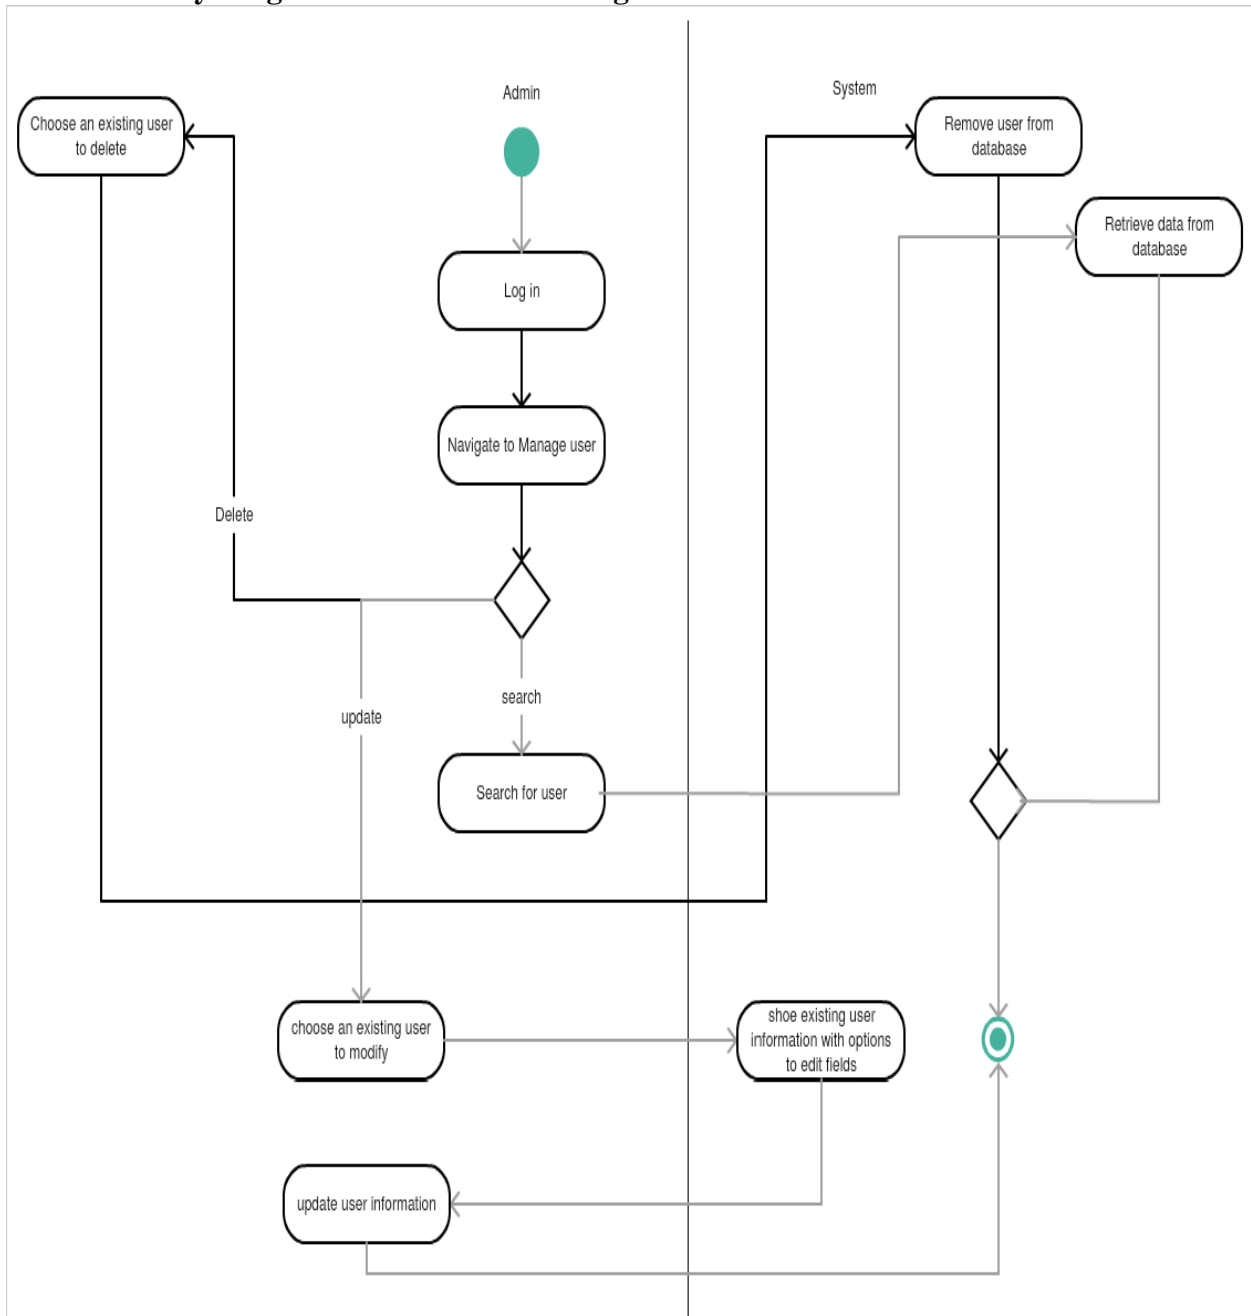 Admin
System
Choose an existing user
to delete
Remove user from
database
Retrieve data from
database
Log in
Navigate to Manage user
Delete
search
update
Search for user
choose an existing user
to modify
shoe existing user
information with options
to edit fields
update user information